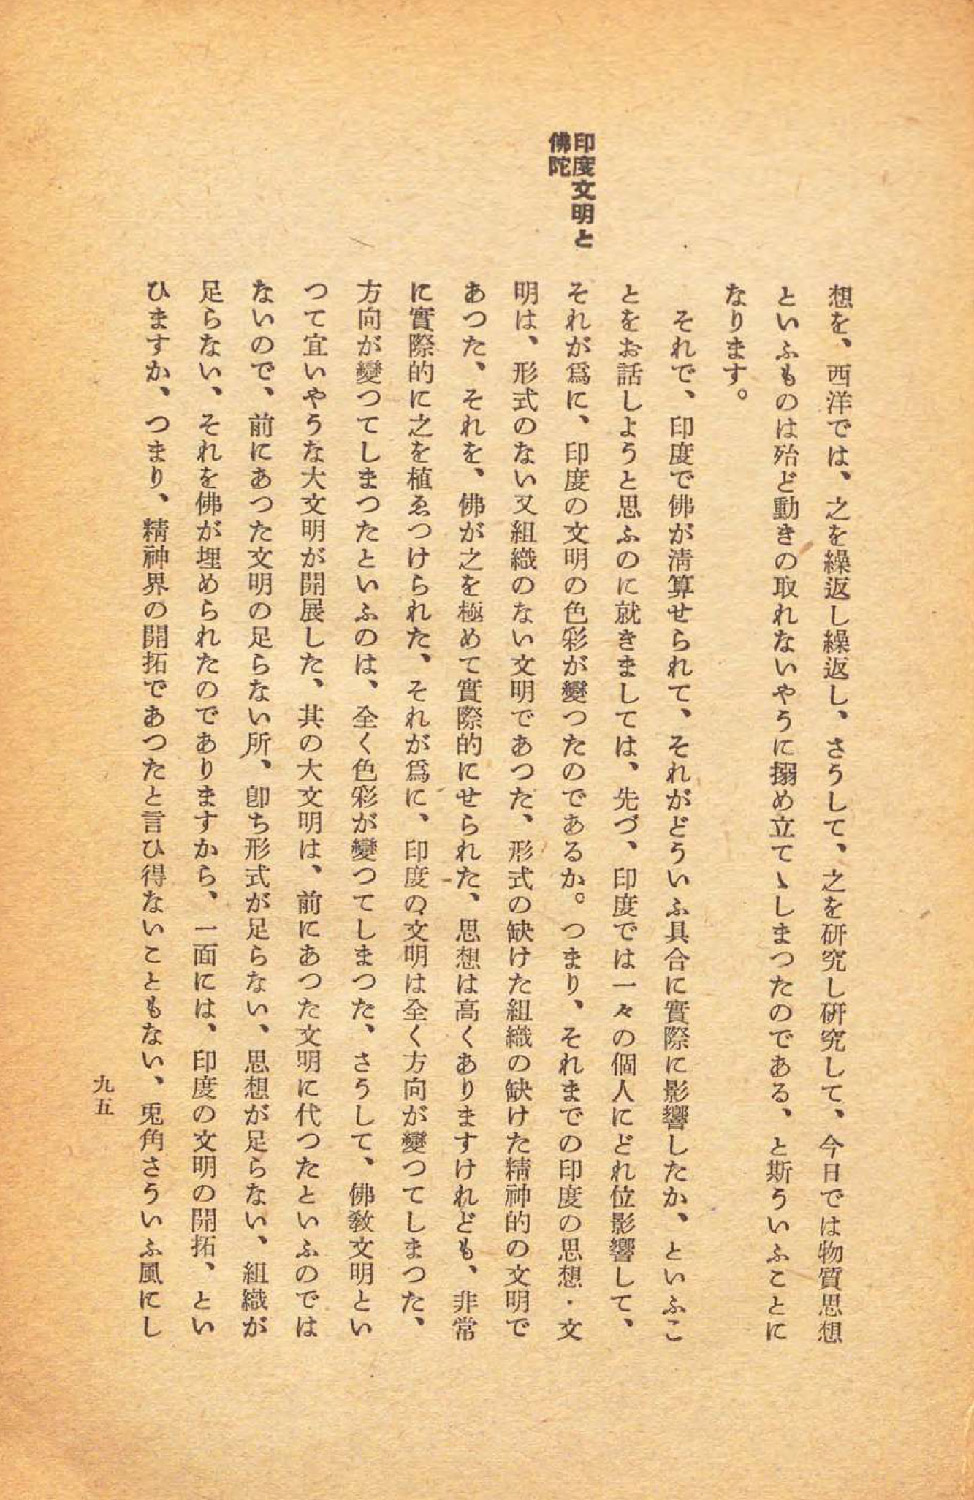 印度文明と
佛陀
想を、西洋では、之を繰返し繰返し、さうして、之を研究し研究して、今日では物質思想
といふものは殆ど動きの取れないやうに搦め立てゝしまつたのである、と斯ういふことに
なります。
それで、印度で佛が淸算せられて、それがどういふ具合に實際に影響したか、といふこ
とをお話しようと思ふのに就きましては、先づ、印度では一々の個人にどれ位影響して、
それが爲に、印度の文明の色彩が變つたのであるか。つまり、それまでの印度の思想・文
明は、形式のない又組織のない文明であつた、形式の缺けた組織の缺けた精神的の文明で
あつた、それを、佛が之を極めて實際的にせられた、思想は高くありますけれども、非常
に實際的に之を植ゑつけられた、それが爲に、印度の文明は全く方向が變つてしまつた、
方向が變つてしまつたといふのは、全く色彩が變つてしまつた、さうして、佛敎文明とい
つて宜いやうな大文明が開展した、其の大文明は、前にあつた文明に代つたといふのでは
ないので、前にあつた文明の足らない所、卽ち形式が足らない、思想が足らない、組織が
足らない、それを佛が埋められたのでありますから、一面には、印度の文明の開拓、とい
ひますか、つまり、精神界の開拓であつたと言ひ得ないこともない、兎角さういふ風にし
九五